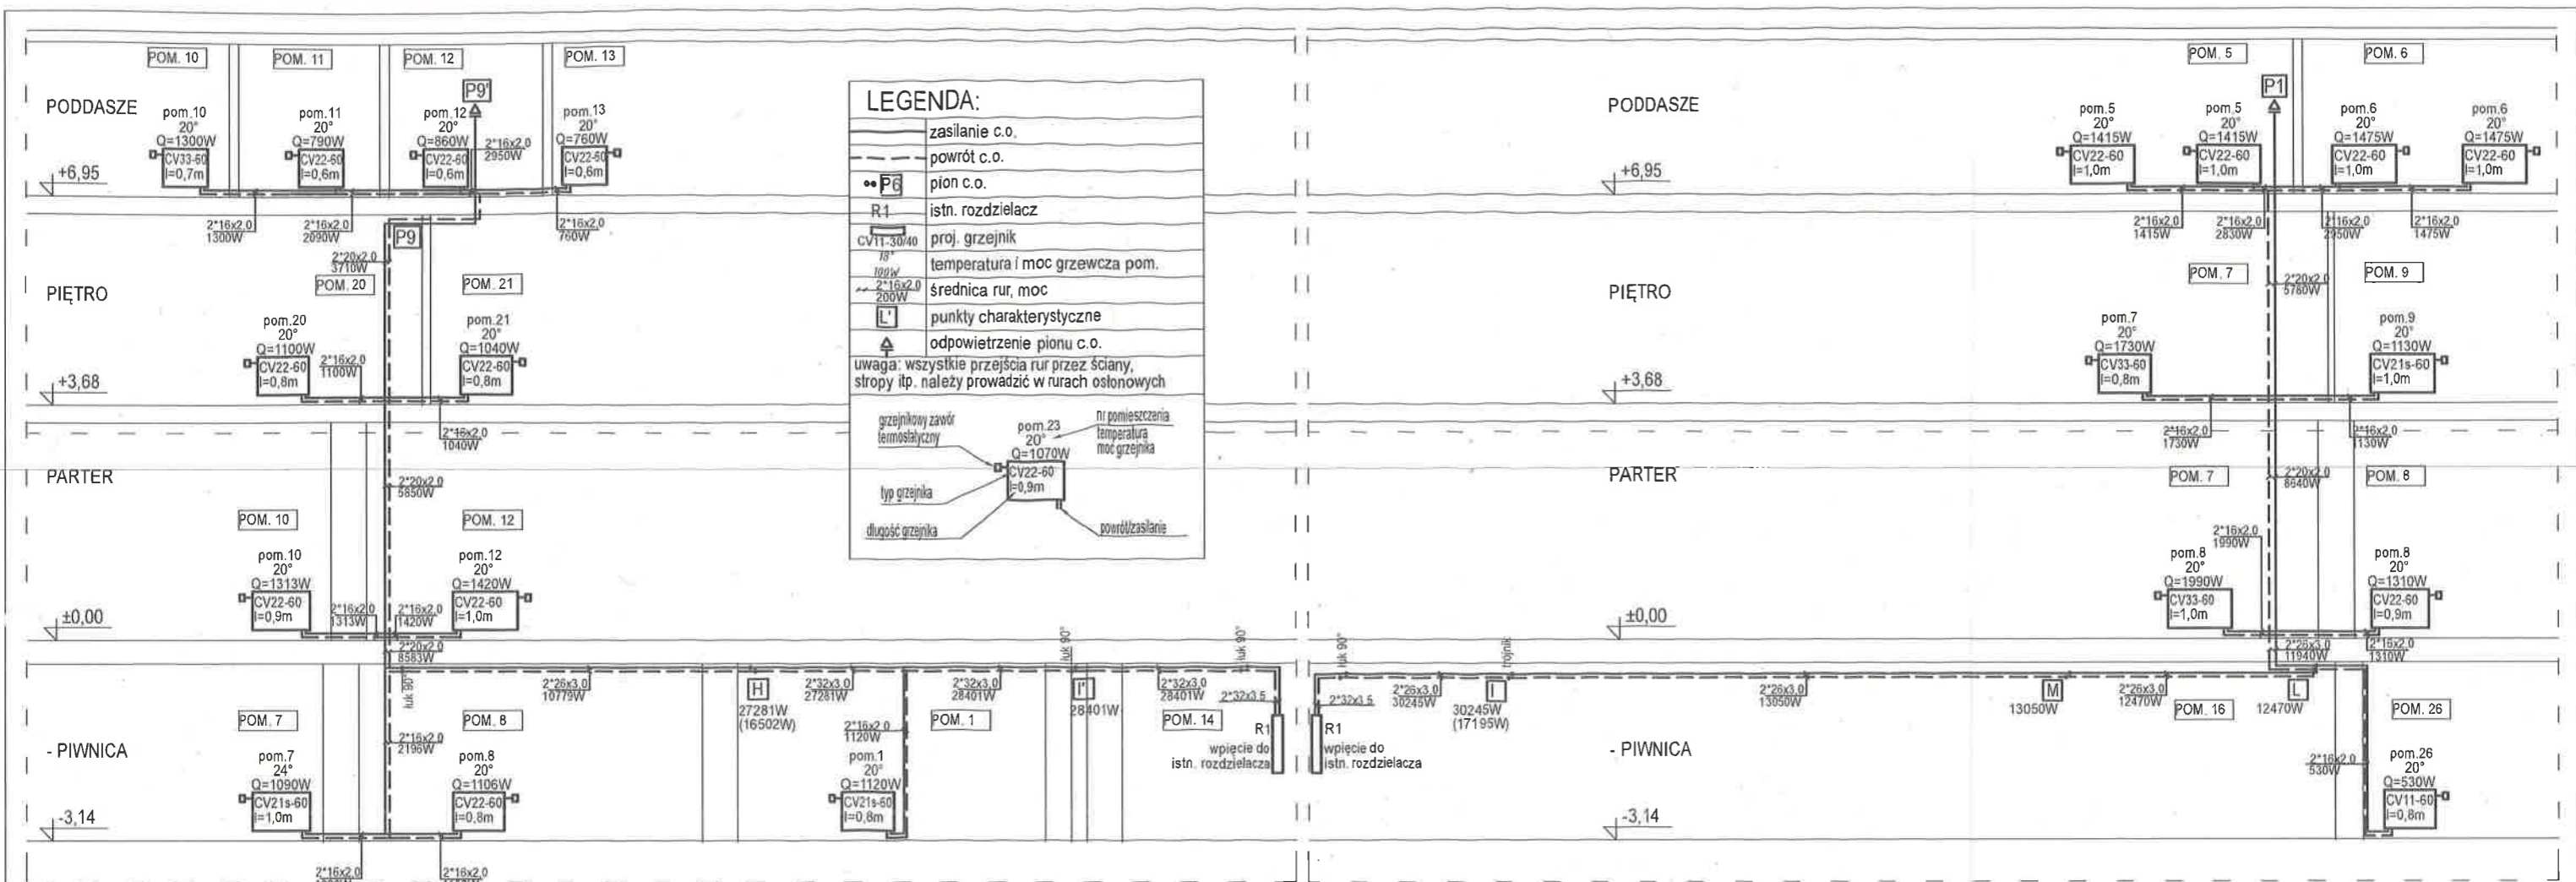 POM. 10
POM. 11
POM. 12
POM. 13
P9'
PODDASZE
pom.10
20°
Q=1300W
CV33-60
l=0,7m
pom.11
20°
Q=790W
CV22-60
l=0,6m
pom.12
20°
Q=860W
CV22-60
l=0,6m
2*16x2,0
2950W
pom.13
20°
Q=760W
CV22-60
l=0,6m
+6,95
2*16x2,0
1300W
2*16x2,0
2090W
2*16x2,0
760W
P9
2*20x2,0
3710W
POM. 20
POM. 21
PIĘTRO
pom.20
20°
Q=1100W
CV22-60
l=0,8m
2*16x2,0
1100W
pom.21
20°
Q=1040W
CV22-60
l=0,8m
+3,68
2*16x2,0
1040W
PARTER
2*20x2,0
5850W
POM. 10
POM. 12
pom.10
20°
Q=1313W
CV22-60
l=0,9m
2*16x2,0
1313W
2*16x2,0
1420W
pom.12
20°
Q=1420W
CV22-60
l=1,0m
±0,00
2*20x2,0
8583W
łuk 90°
2*26x3,0
10779W
H
27281W
(16502W)
2*32x3,0
27281W
2*32x3,0
28401W
łuk 90°
I'
28401W
2*32x3,0
28401W
łuk 90°
2*32x3,5
POM. 7
POM. 8
POM. 1
POM. 14
- PIWNICA
2*16x2,0
2196W
2*16x2,0
1120W
pom.7
24°
Q=1090W
CV21s-60
l=1,0m
pom.8
20°
Q=1106W
CV22-60
l=0,8m
pom.1
20°
Q=1120W
CV21s-60
l=0,8m
R1
wpięcie do
istn. rozdzielacza
-3,14
2*16x2,0
2*16x2,0
LEGENDA:
zasilanie c.o.
powrót c.o.
P6
pion c.o.
R1
istn. rozdzielacz
CV11-30/40
proj. grzejnik
18°
100W
temperatura i moc grzewcza pom.
2*16x2,0
200W
średnica rur, moc
L'
punkty charakterystyczne
odpowietrzenie pionu c.o.
uwaga: wszystkie przejścia rur przez ściany,
stropy itp. należy prowadzić w rurach osłonowych
grzejnikowy zawór
termostatyczny
pom.23
20°
Q=1070W
CV22-60
l=0,9m
nr pomieszczenia
temperatura
moc grzejnika
typ grzejnika
długość grzejnika
powrót/zasilanie
POM. 5
POM. 6
P1
PODDASZE
pom.5
20°
Q=1415W
CV22-60
l=1,0m
pom.5
20°
Q=1415W
CV22-60
l=1,0m
pom.6
20°
Q=1475W
CV22-60
l=1,0m
pom.6
20°
Q=1475W
CV22-60
l=1,0m
+6,95
2*16x2,0
1415W
2*16x2,0
2830W
2*16x2,0
2950W
2*16x2,0
1475W
POM. 7
POM. 9
2*20x2,0
5780W
PIĘTRO
pom.7
20°
Q=1730W
CV33-60
l=0,8m
pom.9
20°
Q=1130W
CV21s-60
l=1,0m
+3,68
2*16x2,0
1730W
2*16x2,0
1130W
PARTER
POM. 7
POM. 8
2*20x2,0
8640W
2*16x2,0
1990W
pom.8
20°
Q=1990W
CV33-60
l=1,0m
pom.8
20°
Q=1310W
CV22-60
l=0,9m
±0,00
2*26x3,0
11940W
2*16x2,0
1310W
łuk 90°
2*32x3,5
2*26x3,0
30245W
trójnik
I
30245W
(17195W)
2*26x3,0
13050W
M
13050W
2*26x3,0
12470W
L
12470W
POM. 16
POM. 26
R1
wpięcie do
istn. rozdzielacza
- PIWNICA
2*16x2,0
530W
pom.26
20°
Q=530W
CV11-60
l=0,8m
-3,14